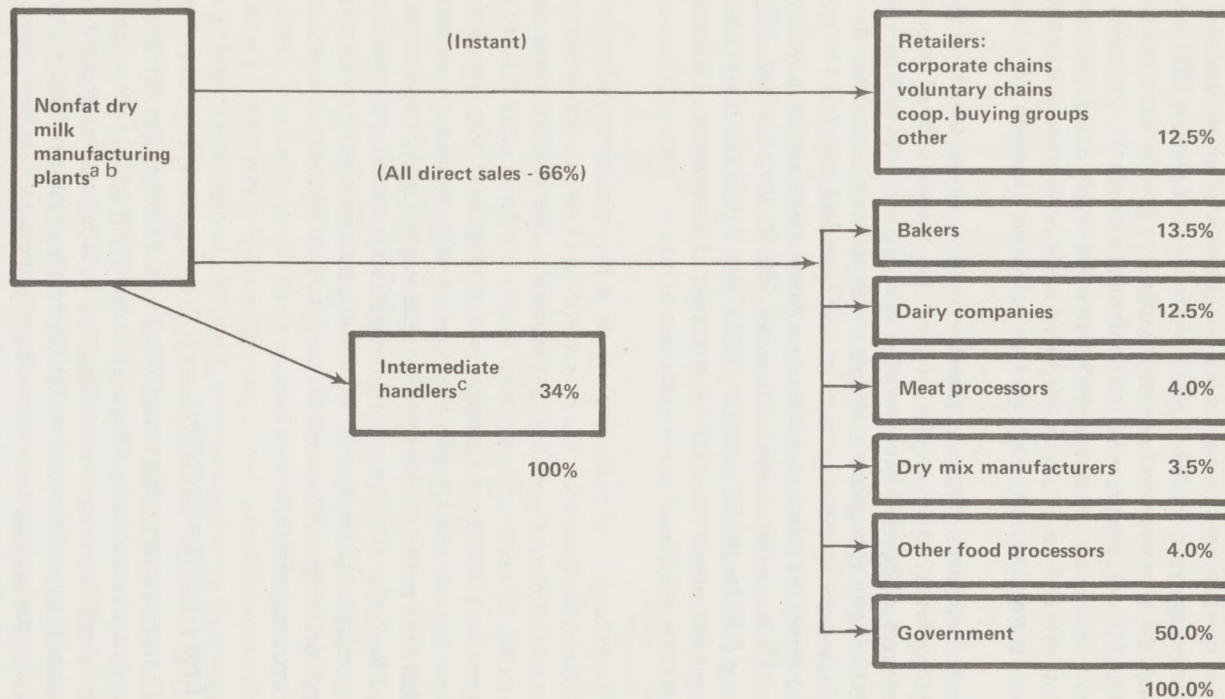 (Instant)
Nonfat dry
milk
manufacturing
plants a b
(All direct sales - 66%)
Intermediate
handlers c 34%
100%
Retailers:
corporate chains
voluntary chains
coop. buying groups
other 12.5%
Bakers 13.5%
Dairy companies 12.5%
Meat processors 4.0%
Dry mix manufacturers 3.5%
Other food processors 4.0%
Government 50.0%
100.0%